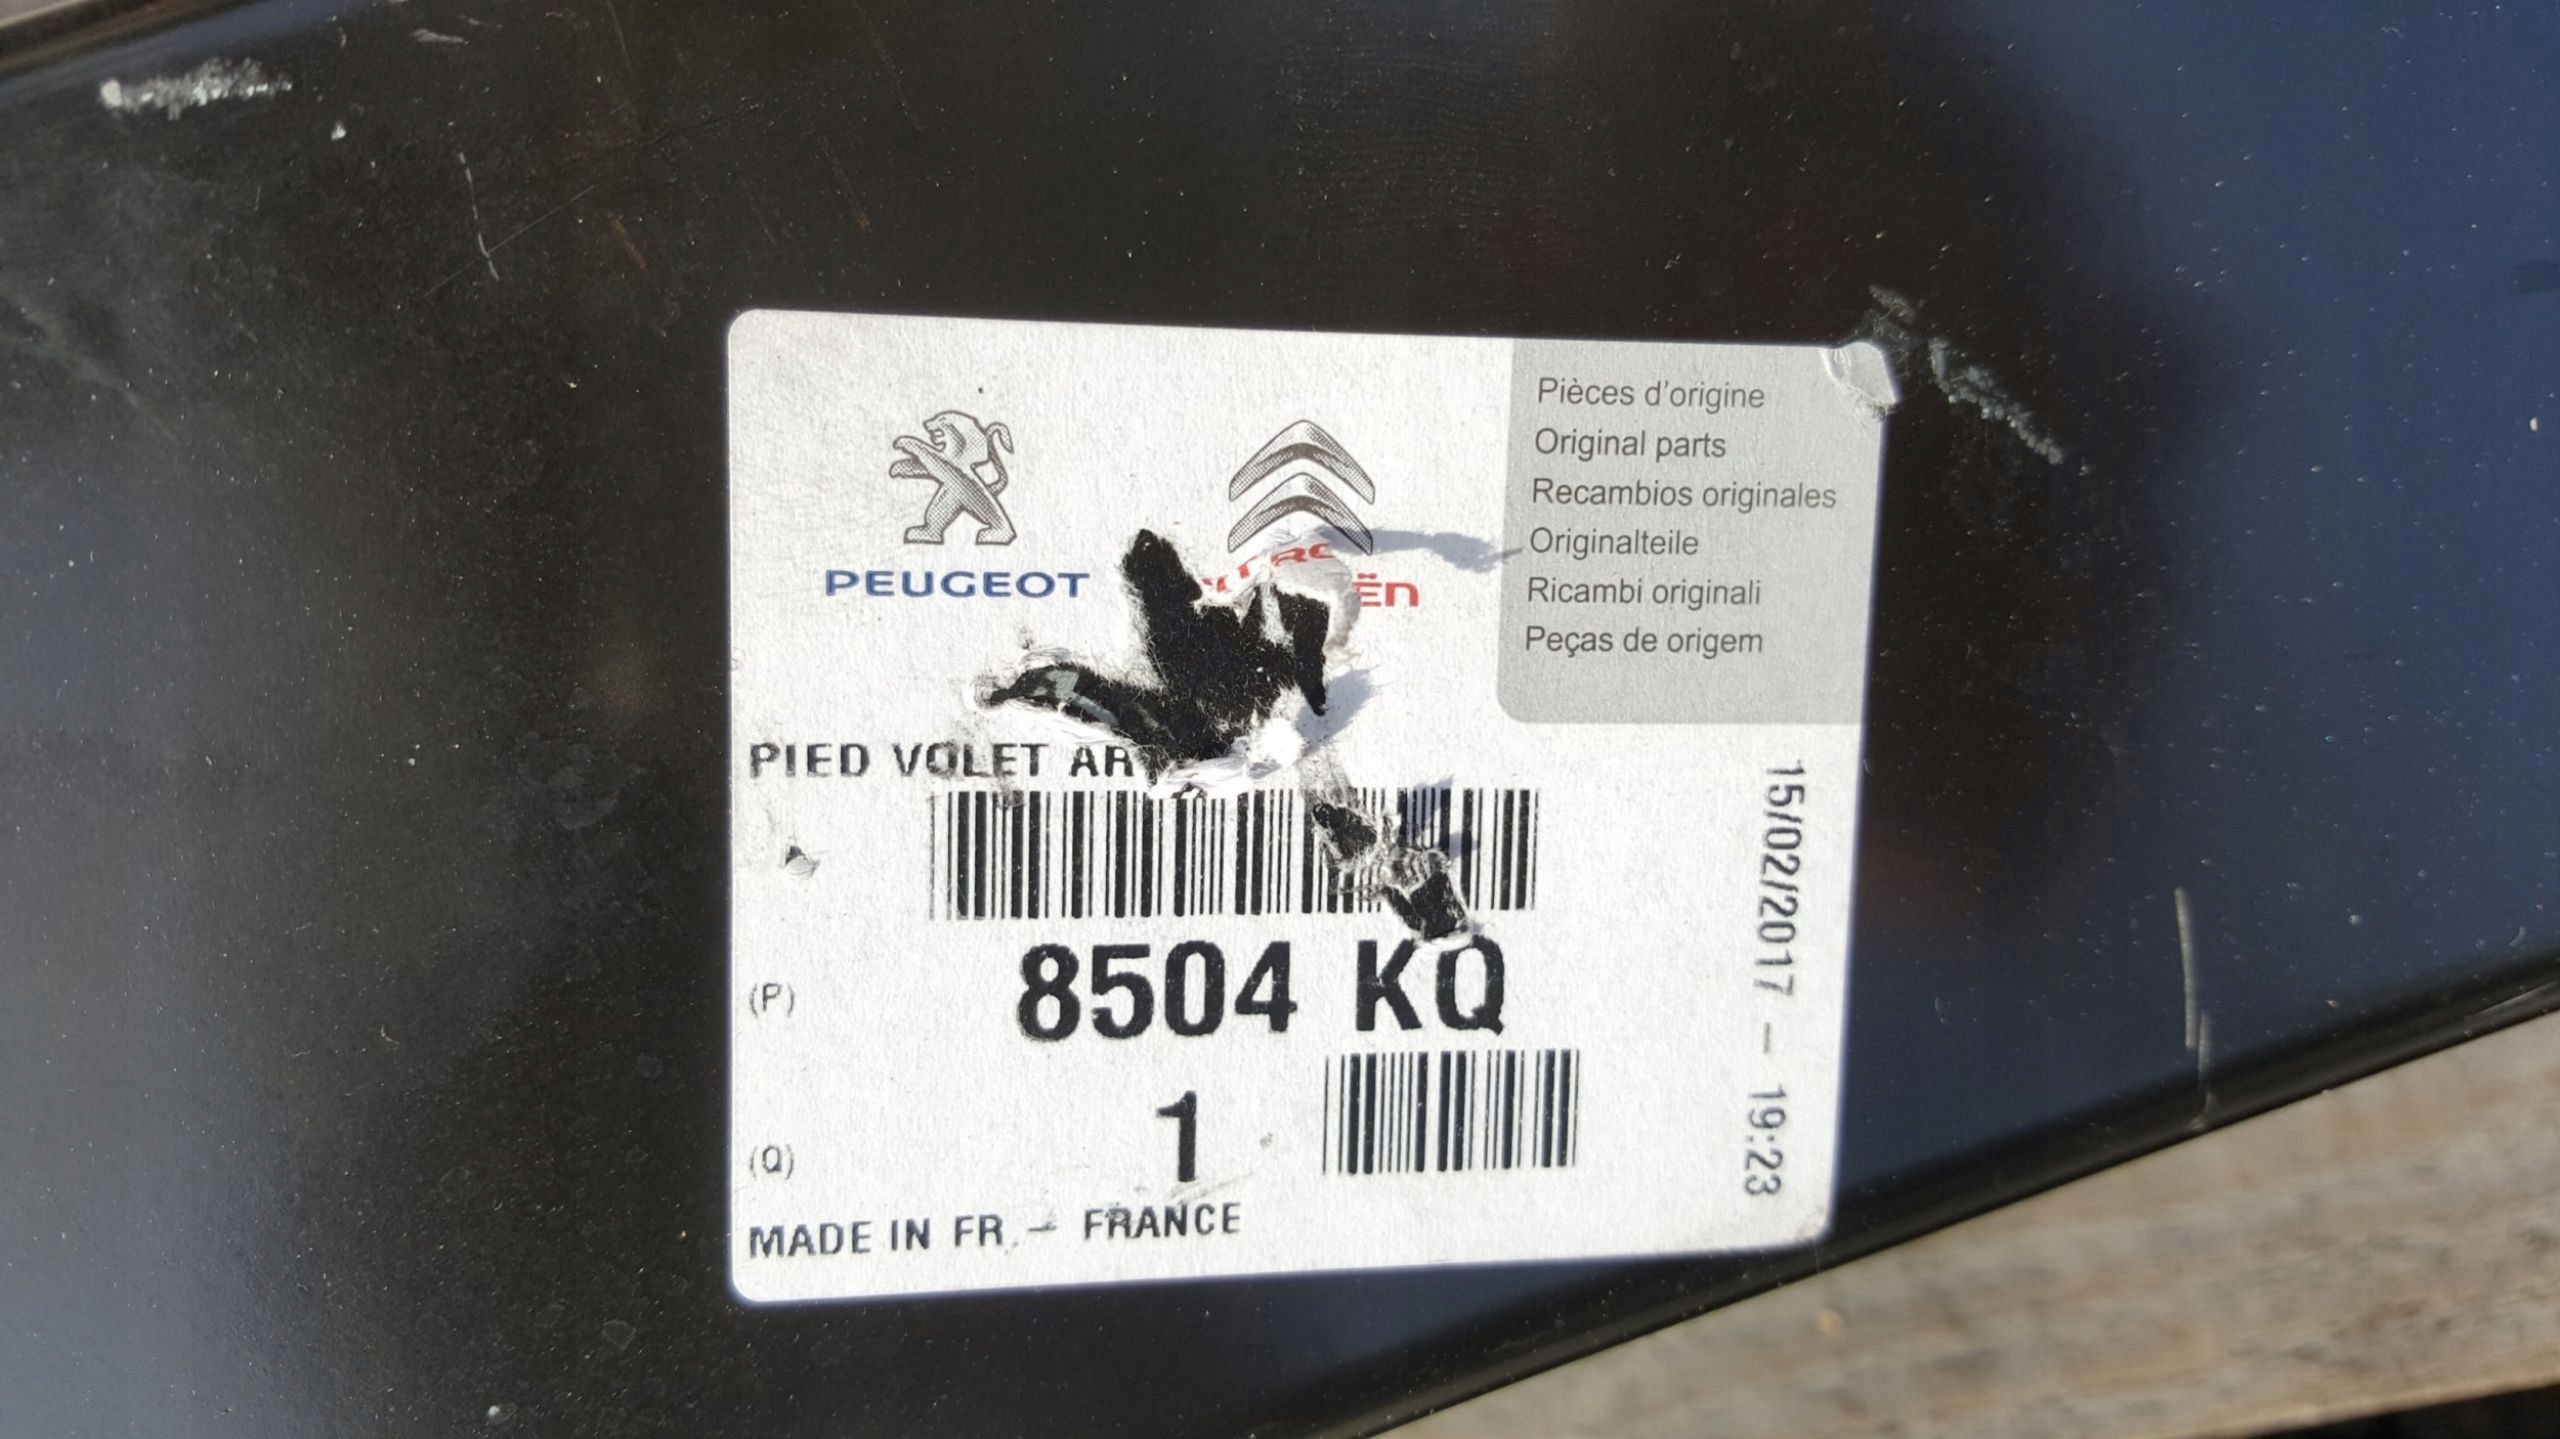 PEUGEOT
Pièces d'origine
Original parts
Recambios originales
Originalteile
Ricambi originali
Peças de origem
PIED VOLET AR
(P) 8504 KQ
(Q) 1
MADE IN FR - FRANCE
15/02/2017 - 19:23